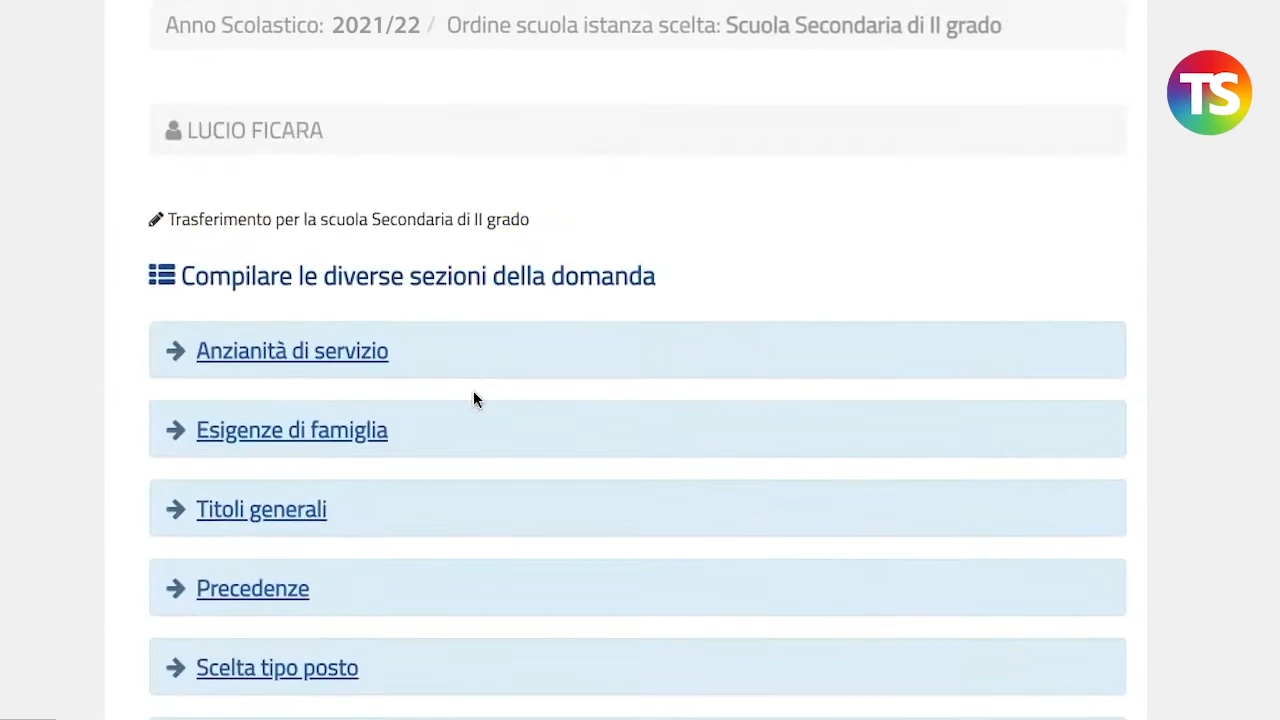 Anno Scolastico: 2021/22 / Ordine scuola istanza scelta: Scuola Secondaria di II grado
TS
LUCIO FICARA
Trasferimento per la scuola Secondaria di II grado
Compilare le diverse sezioni della domanda
Anzianità di servizio
Esigenze di famiglia
Titoli generali
Precedenze
Scelta tipo posto